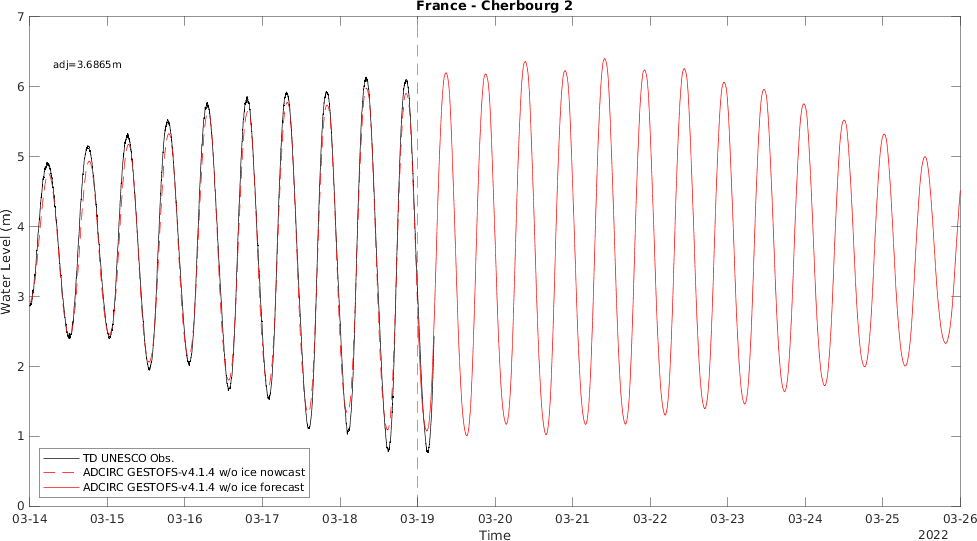 France - Cherbourg 2
7
adj=3.6865m
6
5
4
Water Level (m)
3
2
1
0
TD UNESCO Obs.
ADCIRC GESTOFS-v4.1.4 w/o ice nowcast
ADCIRC GESTOFS-v4.1.4 w/o ice forecast
03-14 03-15 03-16 03-17 03-18 03-19 03-20 03-21 03-22 03-23 03-24 03-25 03-26
Time
2022